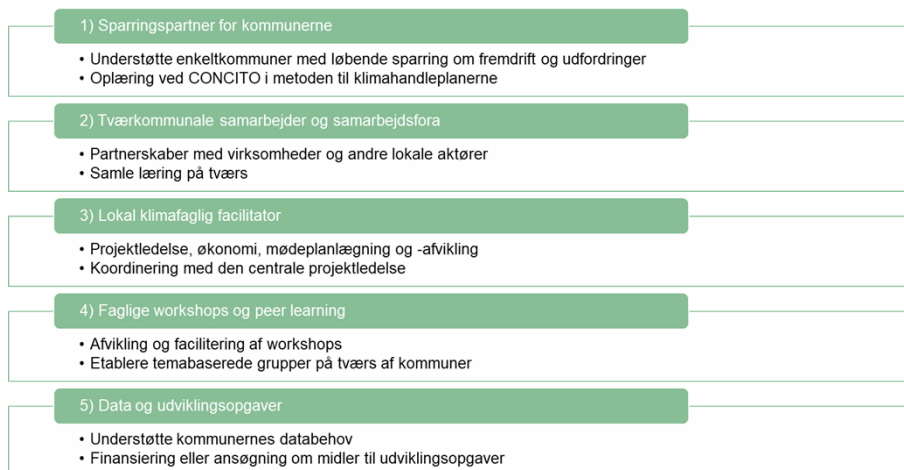 1) Sparringspartner for kommunerne
• Understøtte enkeltkommuner med løbende sparring om fremdrift og udfordringer
• Oplæring ved CONCITO i metoden til klimahandleplanerne
2) Tværkommunale samarbejder og samarbejdsfora
• Partnerskaber med virksomheder og andre lokale aktører
• Samle læring på tværs
3) Lokal klimafaglig facilitator
• Projektledelse, økonomi, mødeplanlægning og -afvikling
• Koordinering med den centrale projektledelse
4) Faglige workshops og peer learning
• Afvikling og facilitering af workshops
• Etablere temabaserede grupper på tværs af kommuner
5) Data og udviklingsopgaver
• Understøtte kommunernes databehov
• Finansiering eller ansøgning om midler til udviklingsopgaver